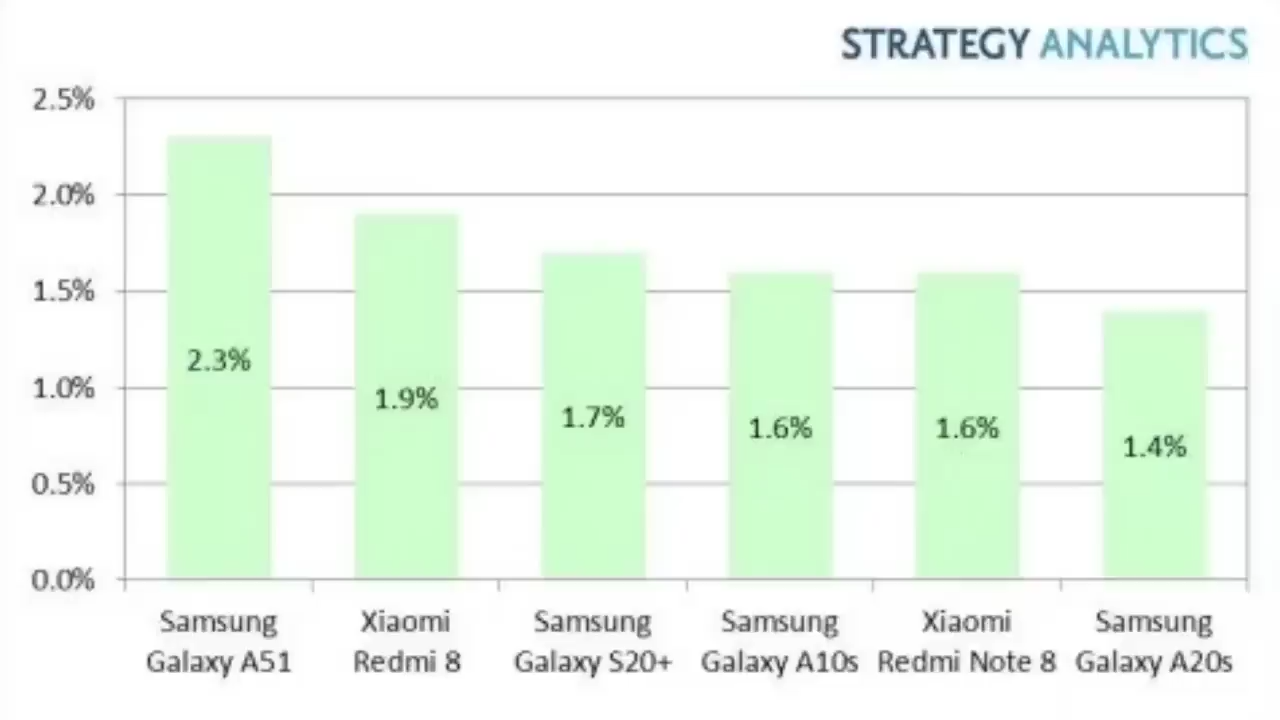 STRATEGY ANALYTICS
2.5%
2.0%
1.5%
1.0%
0.5%
0.0%
2.3%
1.9%
1.7%
1.6%
1.6%
1.4%
Samsung
Galaxy A51
Xiaomi
Redmi 8
Samsung
Galaxy S20+
Samsung
Galaxy A10s
Xiaomi
Redmi Note 8
Samsung
Galaxy A20s